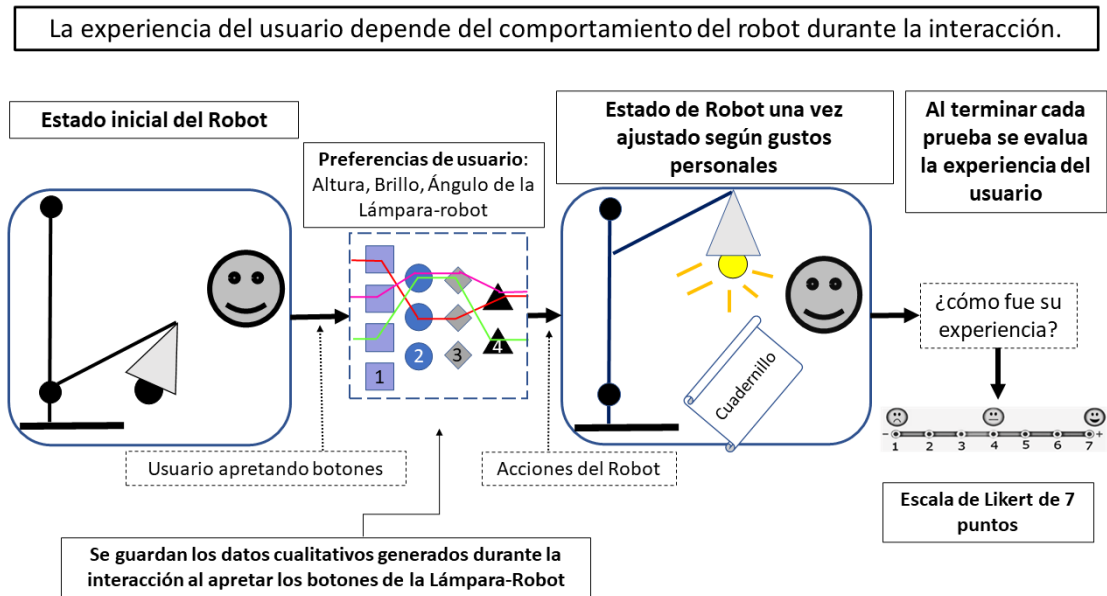 La experiencia del usuario depende del comportamiento del robot durante la interacción.
Estado inicial del Robot
Preferencias de usuario:
Altura, Brillo, Ángulo de la
Lámpara-robot
Estado de Robot una vez
ajustado según gustos
personales
Al terminar cada
prueba se evalua
la experiencia del
usuario
1
2
3
4
Cuadernillo
¿cómo fue su
experiencia?
Usuario apretando botones
Acciones del Robot
- 1 2 3 4 5 6 7 +
Escala de Likert de 7
puntos
Se guardan los datos cualitativos generados durante la
interacción al apretar los botones de la Lámpara-Robot